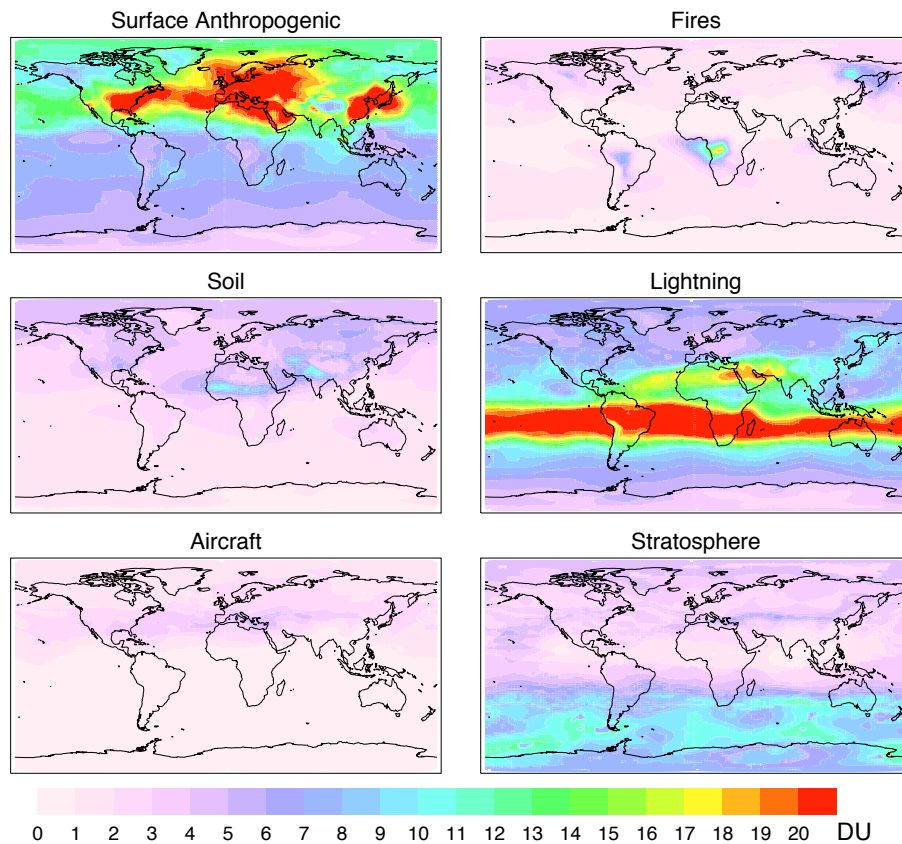 Surface Anthropogenic
Fires
Soil
Lightning
Aircraft
Stratosphere
0 1 2 3 4 5 6 7 8 9 10 11 12 13 14 15 16 17 18 19 20 DU